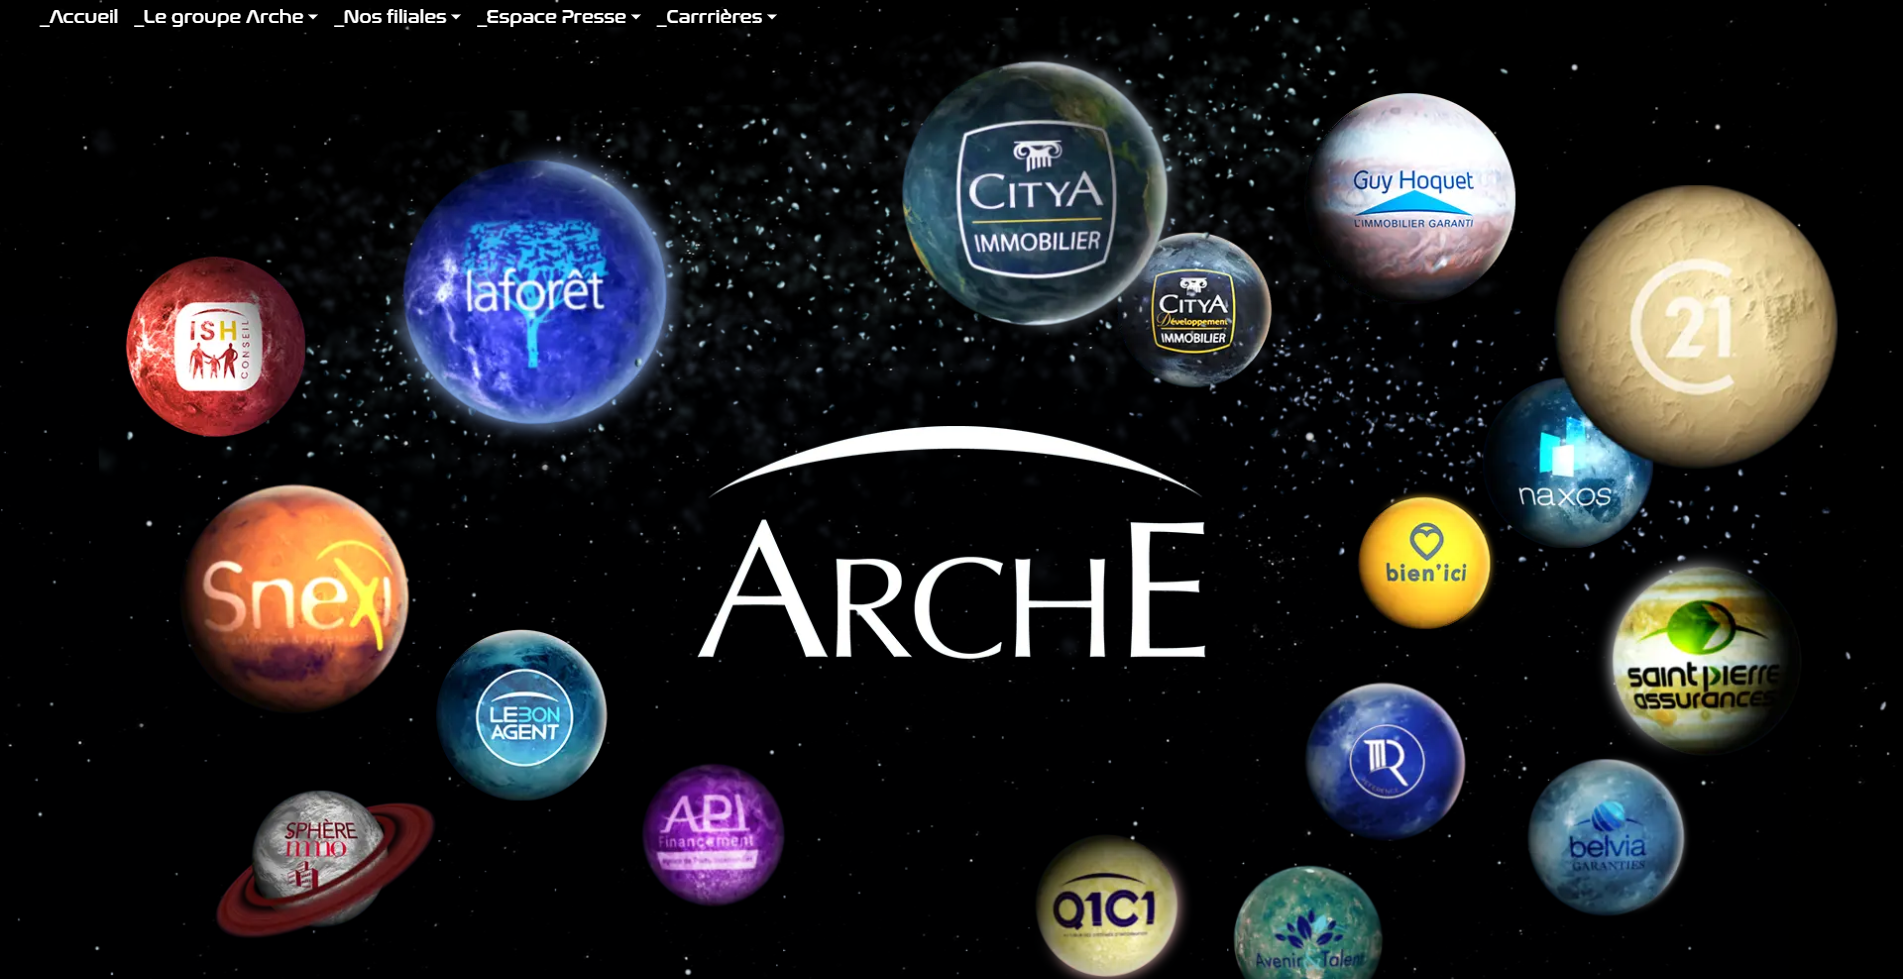 _Accueil _Le groupe Arche _Nos filiales _Espace Presse _Carrrières
CITYA
IMMOBILIER
Guy Hoquet
L'IMMOBILIER GARANTI
laforêt
CITYA
Développement
IMMOBILIER
21
ISH
CONSEIL
naxos
ARCHE
bien'ici
Snexi
saint pierre
assurances
LEBON
AGENT
R
API
Financement
SPHÈRE
immo
belvia
GARANTIES
Q1C1
Avenir Talent